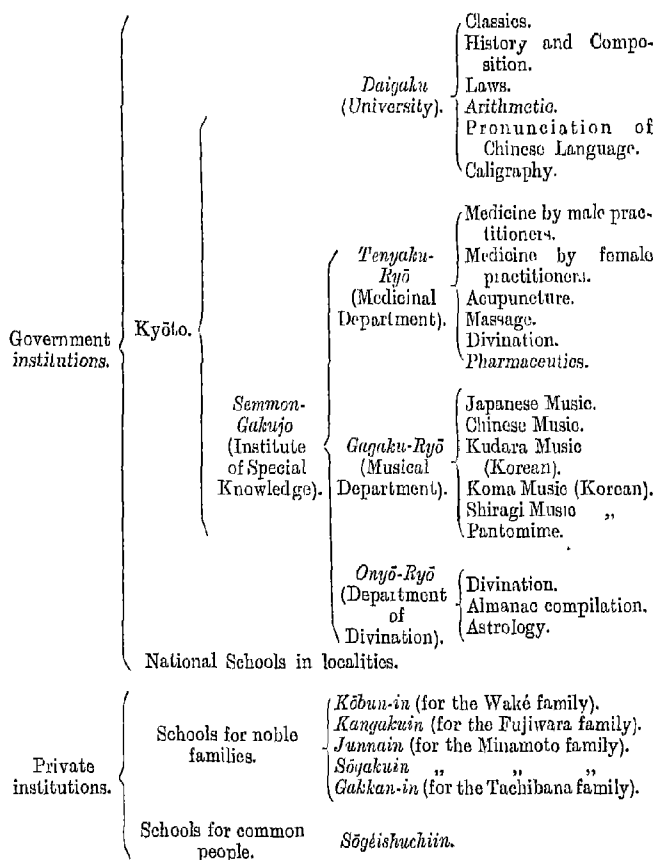 Government
institutions.
Kyōto.
Daigaku
(University).
Classics.
History and Compo-
sition.
Laws.
Arithmetic.
Pronunciation of
Chinese Language.
Caligraphy.
Semmon-
Gakujo
(Institute
of Special
Knowledge).
Tenyaku-
Ryō
(Medicinal
Department).
Medicine by male prac-
titioners.
Medicine by female
practitioners.
Acupuncture.
Massage.
Divination.
Pharmaceutics.
Gagaku-Ryō
(Musical
Department).
Japanese Music.
Chinese Music.
Kudara Music
(Korean).
Koma Music (Korean).
Shiragi Music „
Pantomime.
Onyō-Ryō
(Department
of
Divination).
Divination.
Almanac compilation.
Astrology.
National Schools in localities.
Private
institutions.
Schools for noble
families.
Kōbun-in (for the Waké family).
Kangakuin (for the Fujiwara family).
Junnain (for the Minamoto family).
Sōgakuin „ „ „
Gakkan-in (for the Tachibana family).
Schools for common
people.
Sōgéishuchiin.